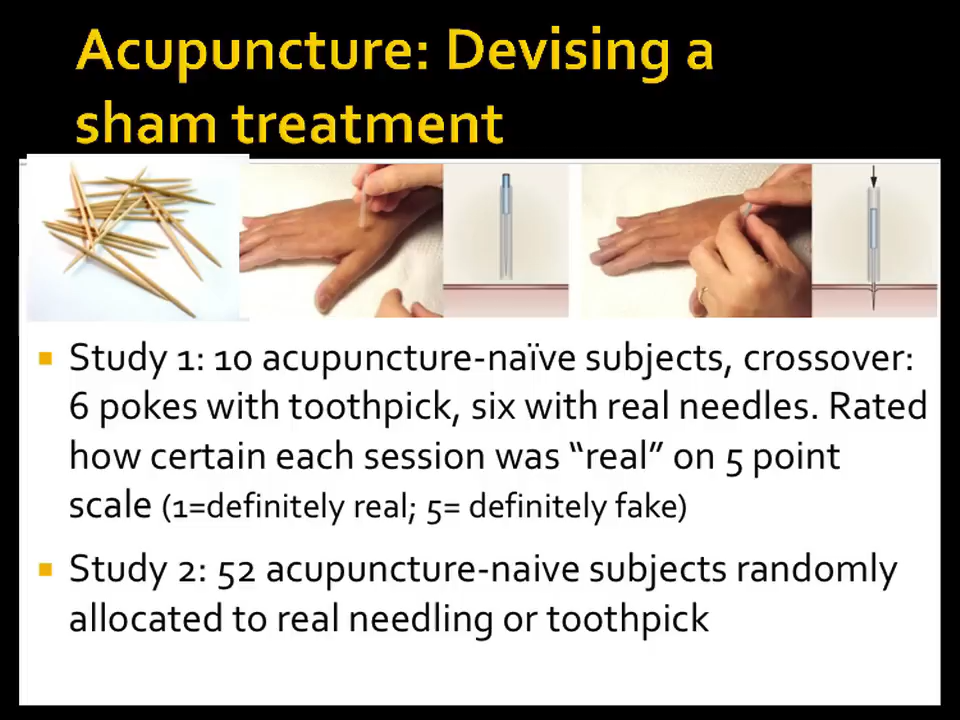 Acupuncture: Devising a
sham treatment
Study 1: 10 acupuncture-naïve subjects, crossover:
6 pokes with toothpick, six with real needles. Rated
how certain each session was “real” on 5 point
scale (1=definitely real; 5= definitely fake)
Study 2: 52 acupuncture-naive subjects randomly
allocated to real needling or toothpick